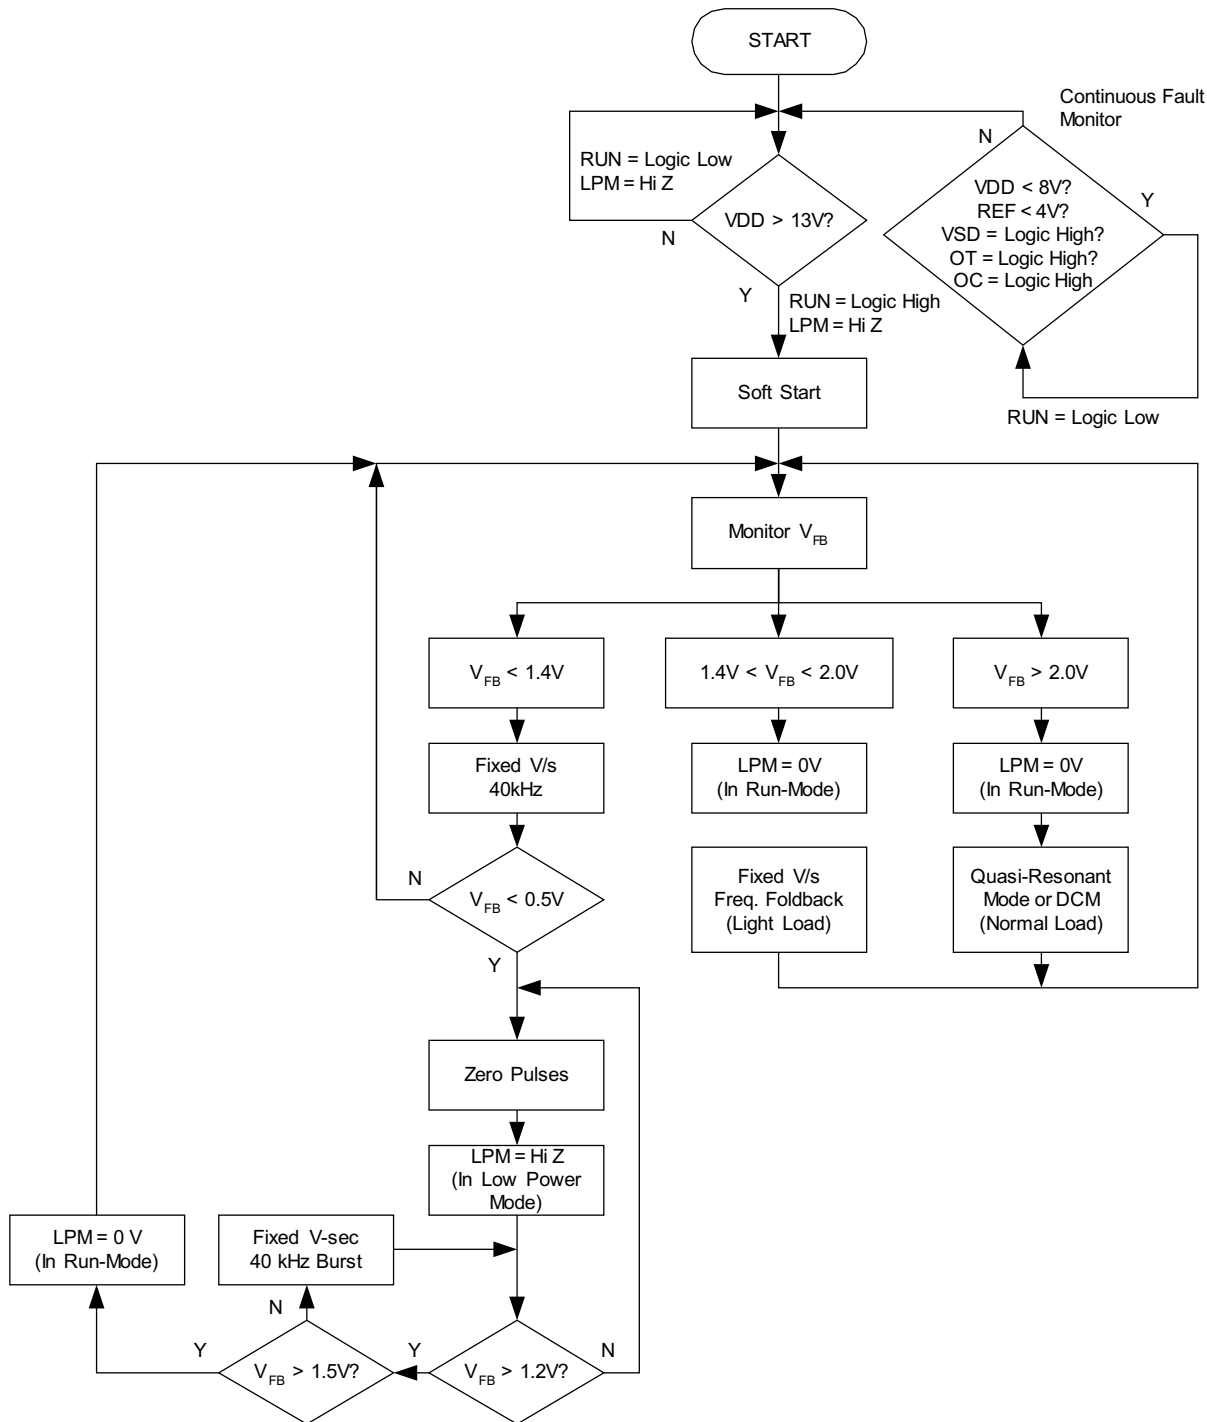 START
Continuous Fault
Monitor
N
RUN = Logic Low
LPM = Hi Z
VDD < 8V?
REF < 4V?
VSD = Logic High?
OT = Logic High?
OC = Logic High
Y
VDD > 13V?
N
Y
RUN = Logic High
LPM = Hi Z
Soft Start
RUN = Logic Low
Monitor VFB
VFB < 1.4V
1.4V < VFB < 2.0V
VFB > 2.0V
Fixed V/s
40kHz
LPM = 0V
(In Run-Mode)
LPM = 0V
(In Run-Mode)
N
VFB < 0.5V
Y
Fixed V/s
Freq. Foldback
(Light Load)
Quasi-Resonant
Mode or DCM
(Normal Load)
Zero Pulses
LPM = Hi Z
(In Low Power
Mode)
LPM = 0 V
(In Run-Mode)
Fixed V-sec
40 kHz Burst
N
Y
VFB > 1.5V?
Y
VFB > 1.2V?
N